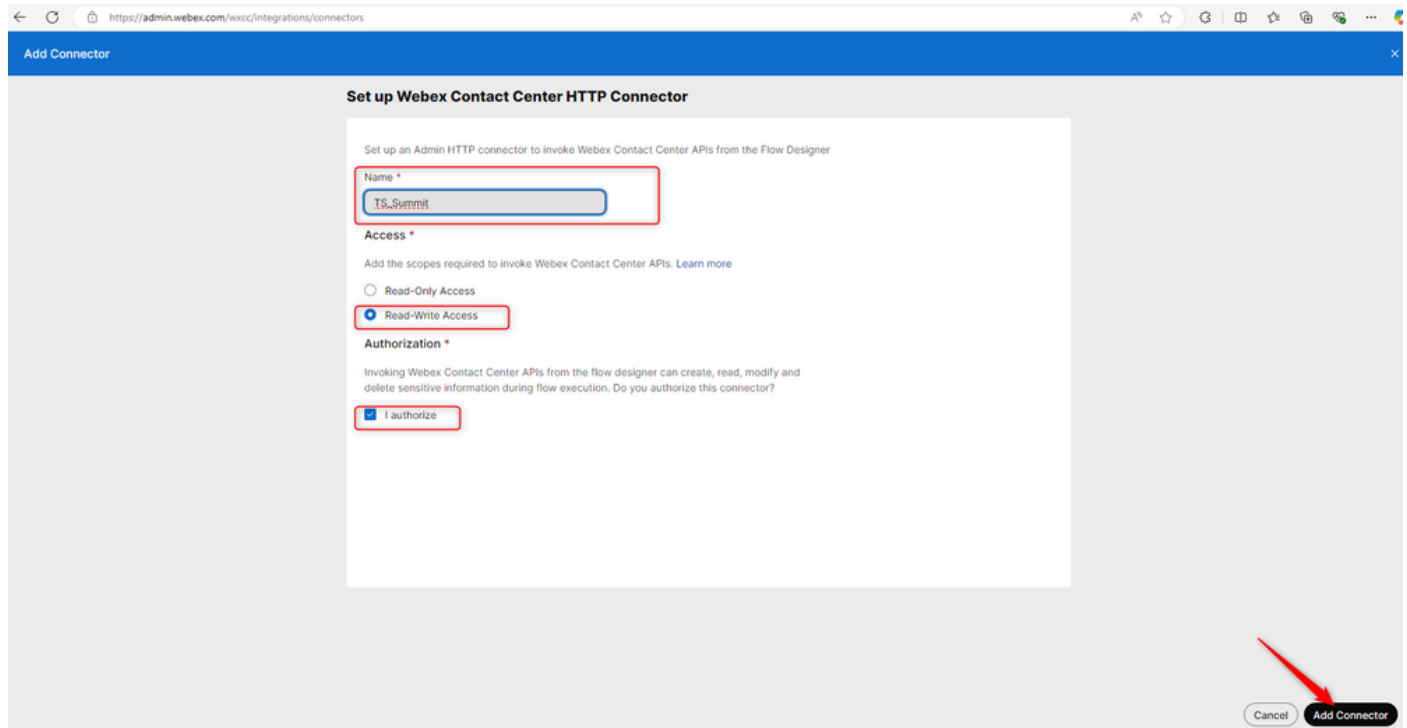 https://admin.webex.com/wxcc/integrations/connectors
Add Connector
Set up Webex Contact Center HTTP Connector
Set up an Admin HTTP connector to invoke Webex Contact Center APIs from the Flow Designer
Name *
TS_Summit
Access *
Add the scopes required to invoke Webex Contact Center APIs. Learn more
Read-Only Access
Read-Write Access
Authorization *
Invoking Webex Contact Center APIs from the flow designer can create, read, modify and
delete sensitive information during flow execution. Do you authorize this connector?
I authorize
Cancel
Add Connector